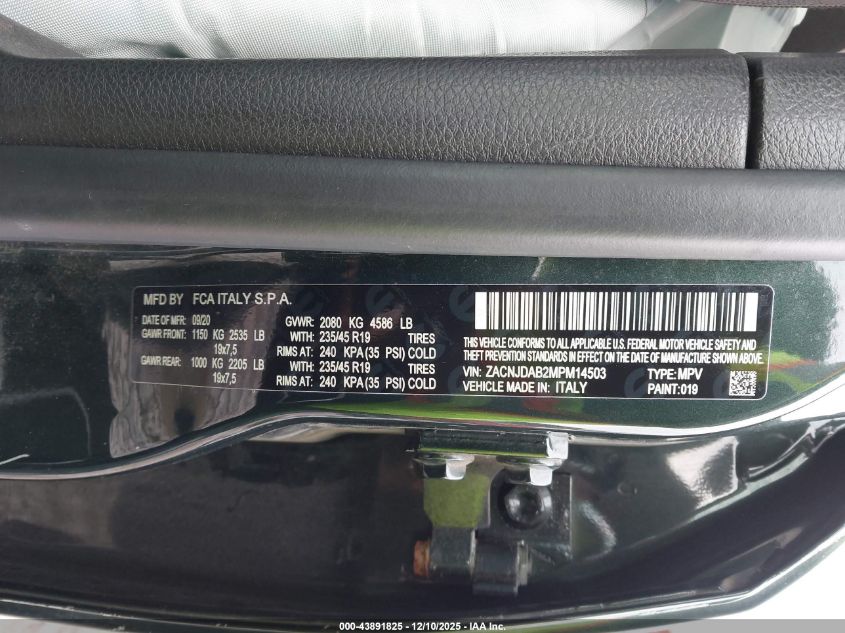 MFD BY FCA ITALY S.P.A.
DATE OF MFR: 09/20 GVWR: 2080 KG 4586 LB
GAWR FRONT: 1150 KG 2535 LB WITH: 235/45 R19 TIRES
19x7,5 RIMS AT: 240 KPA (35 PSI) COLD
GAWR REAR: 1000 KG 2205 LB WITH: 235/45 R19 TIRES
19x7,5 RIMS AT: 240 KPA (35 PSI) COLD
THIS VEHICLE CONFORMS TO ALL APPLICABLE U.S. FEDERAL MOTOR VEHICLE SAFETY AND
THEFT PREVENTION STANDARDS IN EFFECT ON THE DATE OF MANUFACTURE SHOWN ABOVE.
VIN: ZACNJDAB2MPM14503 TYPE: MPV
VEHICLE MADE IN: ITALY PAINT: 019
000-43891825 - 12/10/2025 - IAA Inc.